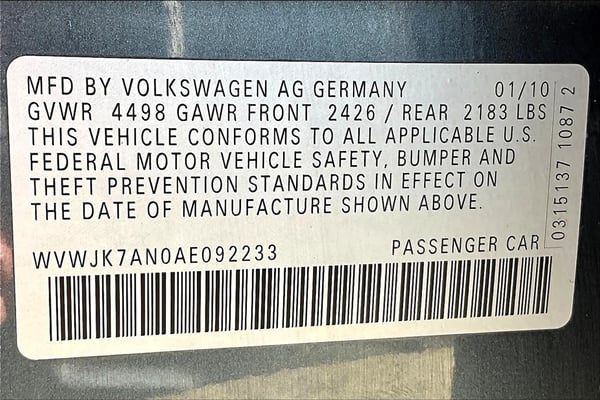 MFD BY VOLKSWAGEN AG GERMANY 01/10
GVWR 4498 GAWR FRONT 2426 / REAR 2183 LBS
THIS VEHICLE CONFORMS TO ALL APPLICABLE U.S.
FEDERAL MOTOR VEHICLE SAFETY, BUMPER AND
THEFT PREVENTION STANDARDS IN EFFECT ON
THE DATE OF MANUFACTURE SHOWN ABOVE.
WVWJK7AN0AE092233 PASSENGER CAR
0315137 1087 2